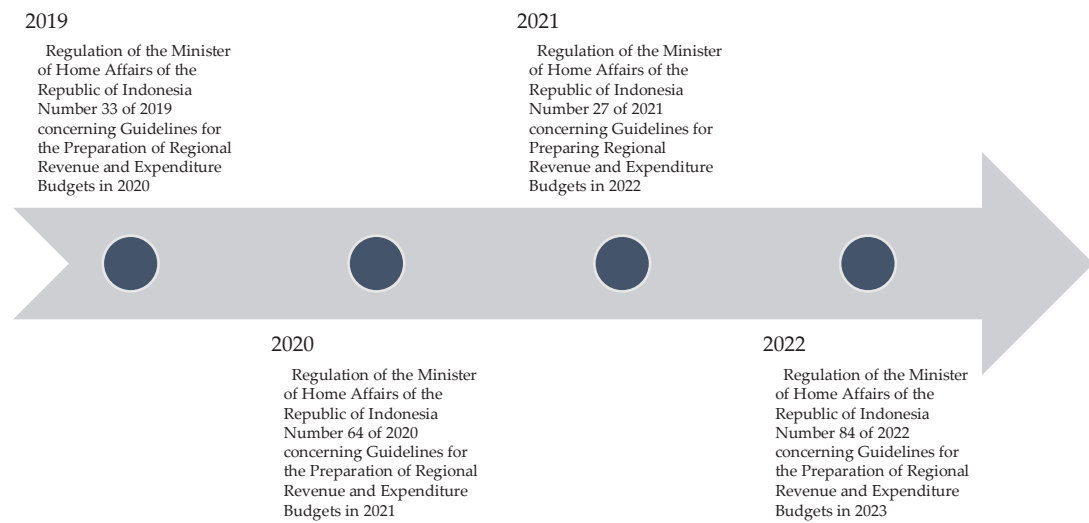 2019
Regulation of the Minister
of Home Affairs of the
Republic of Indonesia
Number 33 of 2019
concerning Guidelines for
the Preparation of Regional
Revenue and Expenditure
Budgets in 2020
2020
Regulation of the Minister
of Home Affairs of the
Republic of Indonesia
Number 64 of 2020
concerning Guidelines for
the Preparation of Regional
Revenue and Expenditure
Budgets in 2021
2021
Regulation of the Minister
of Home Affairs of the
Republic of Indonesia
Number 27 of 2021
concerning Guidelines for
Preparing Regional
Revenue and Expenditure
Budgets in 2022
2022
Regulation of the Minister
of Home Affairs of the
Republic of Indonesia
Number 84 of 2022
concerning Guidelines for
the Preparation of Regional
Revenue and Expenditure
Budgets in 2023